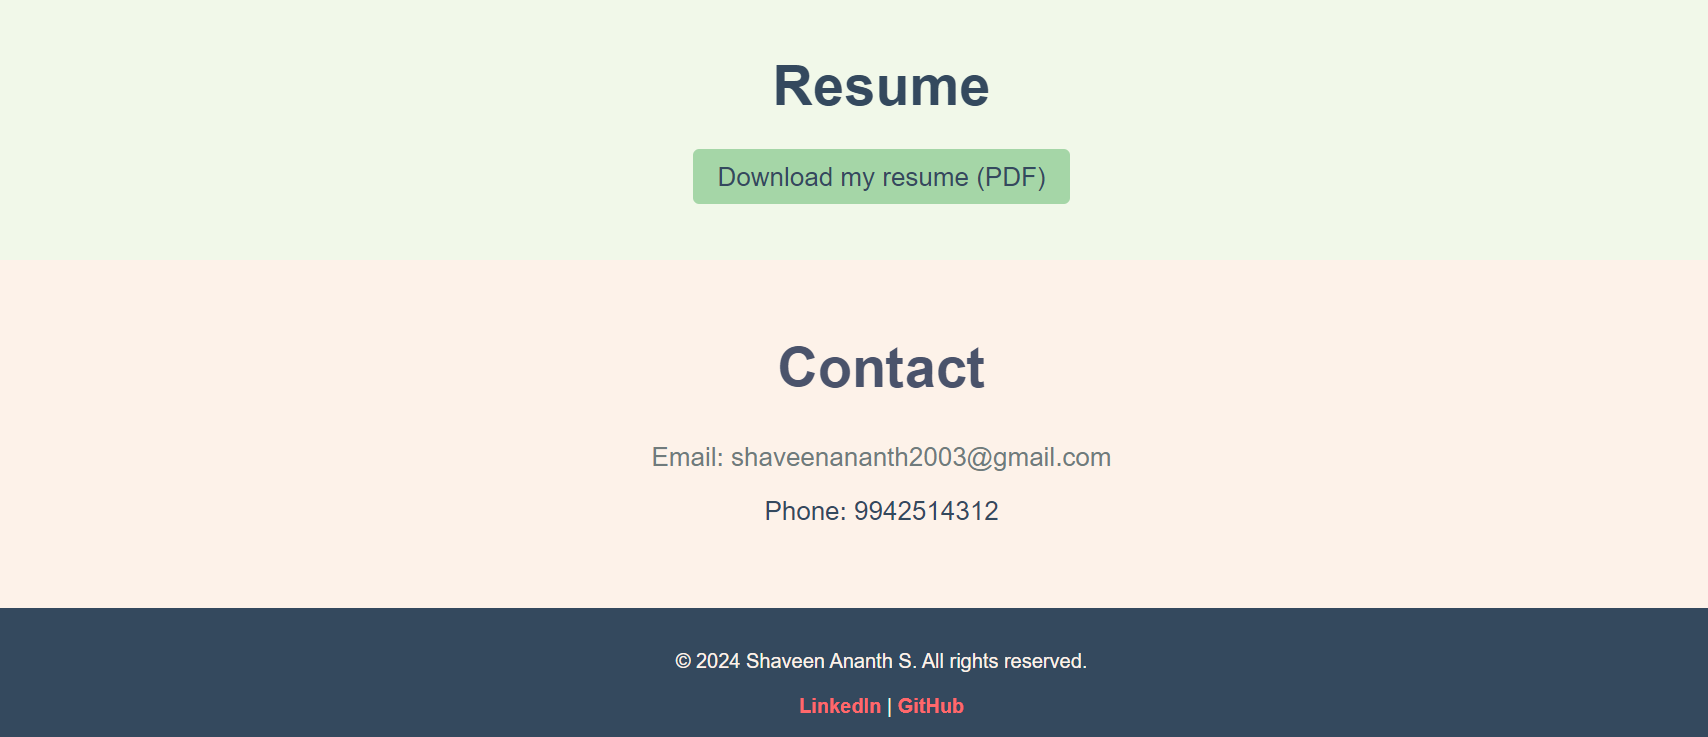 Resume
Download my resume (PDF)
Contact
Email: shaveenananth2003@gmail.com
Phone: 9942514312
© 2024 Shaveen Ananth S. All rights reserved.
LinkedIn | GitHub